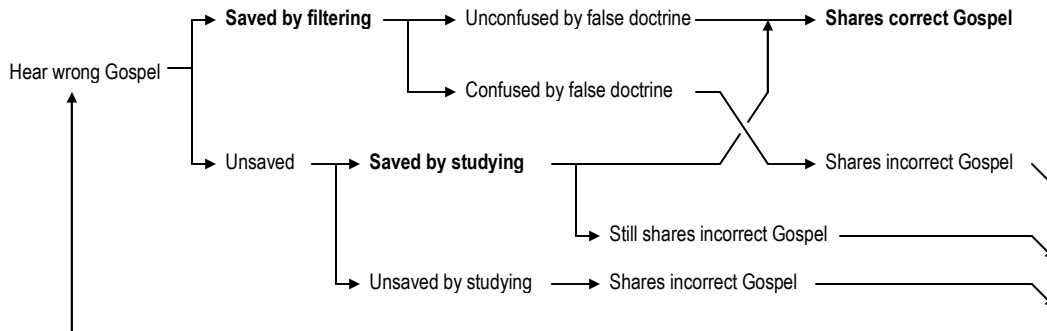 Saved by filtering Unconfused by false doctrine Shares correct Gospel
Hear wrong Gospel
Confused by false doctrine
Unsaved Saved by studying Shares incorrect Gospel
Still shares incorrect Gospel
Unsaved by studying Shares incorrect Gospel